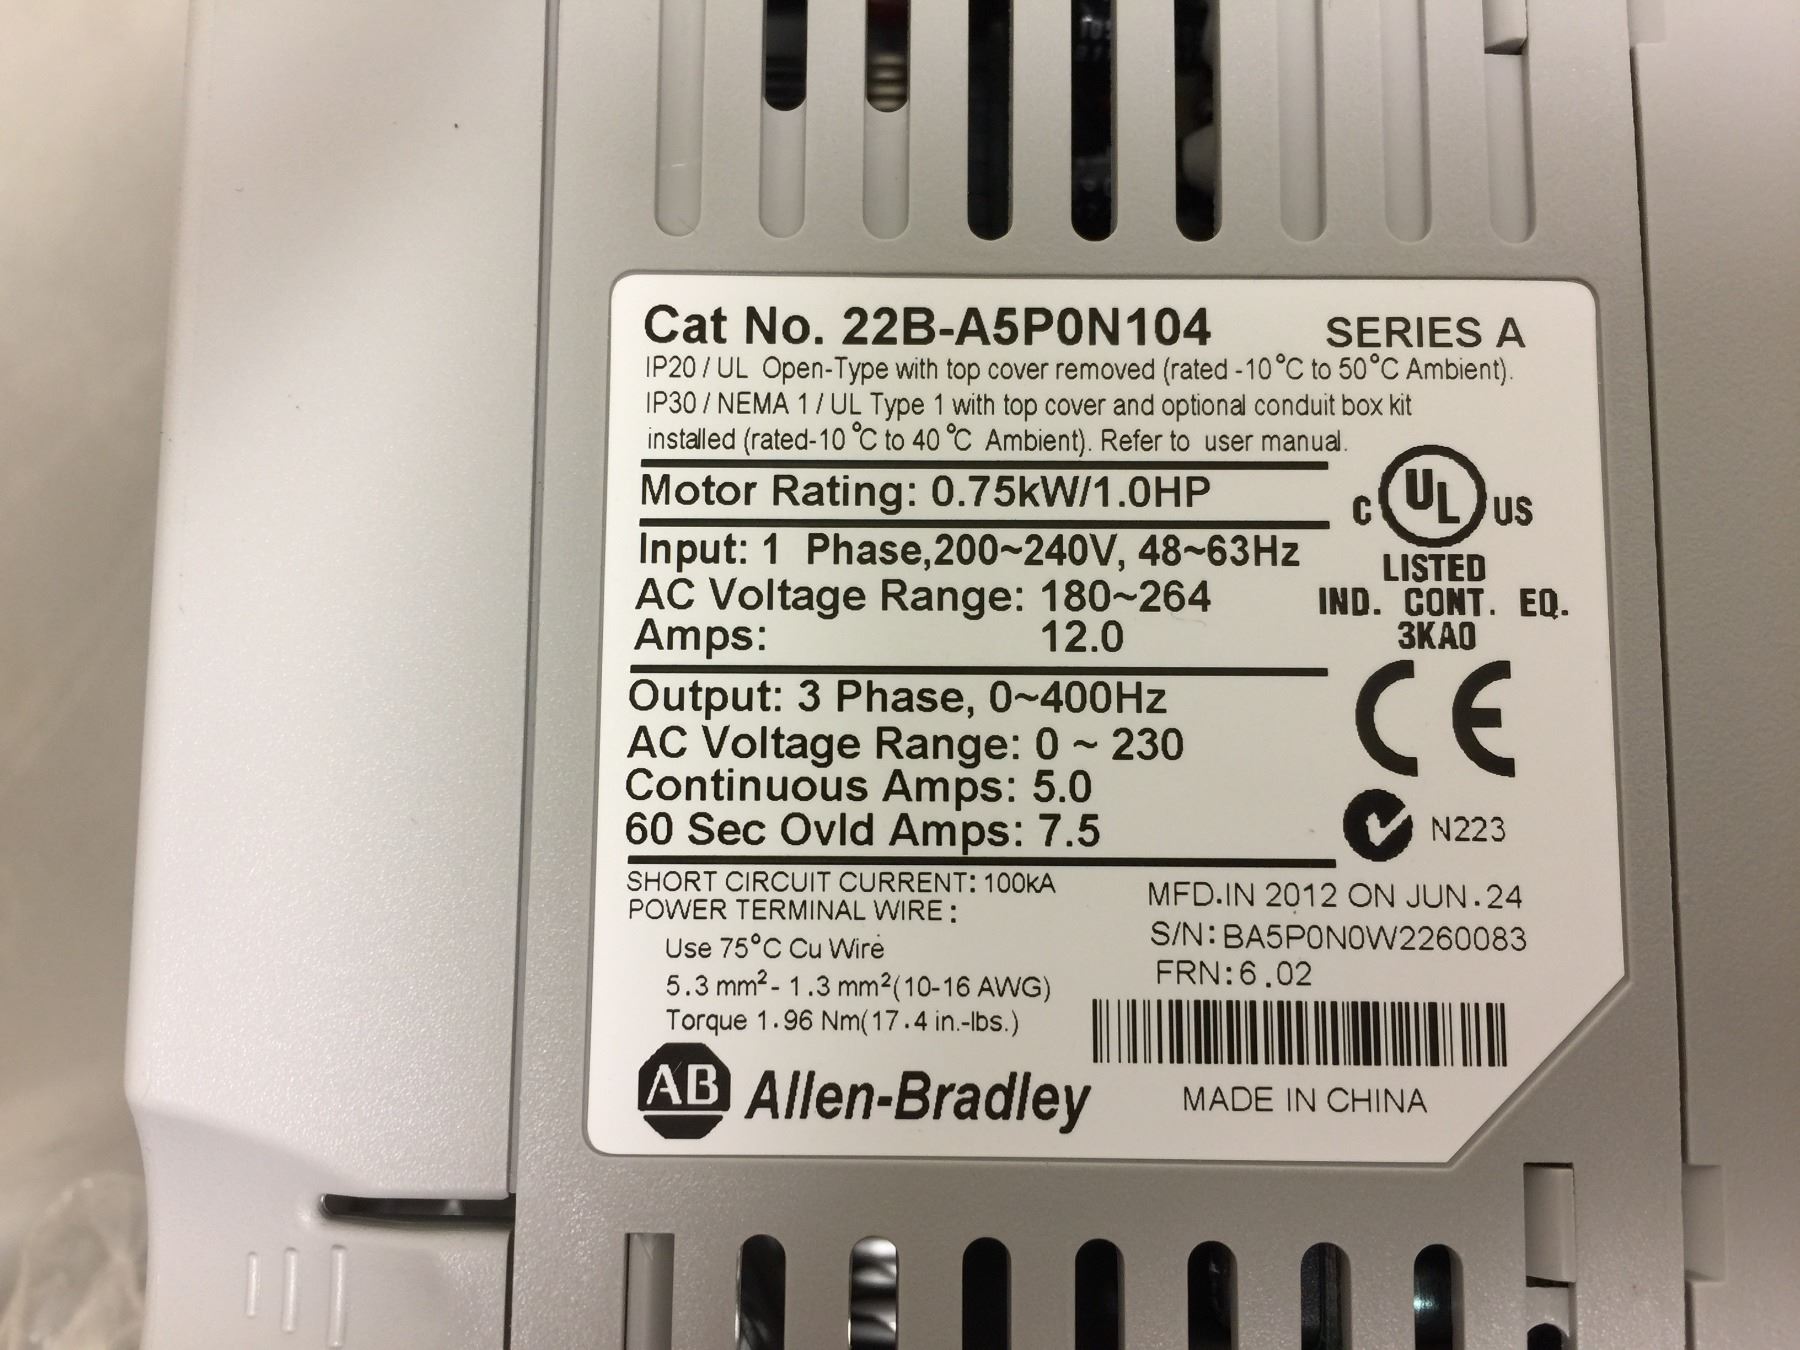 Cat No. 22B-A5P0N104 SERIES A
IP20 / UL Open-Type with top cover removed (rated -10°C to 50°C Ambient).
IP30 / NEMA 1 / UL Type 1 with top cover and optional conduit box kit
installed (rated-10 °C to 40 °C Ambient). Refer to user manual.
Motor Rating: 0.75kW/1.0HP
C UL US
LISTED
IND. CONT. EQ.
3KA0
Input: 1 Phase,200~240V, 48~63Hz
AC Voltage Range: 180~264
Amps: 12.0
Output: 3 Phase, 0~400Hz
AC Voltage Range: 0 ~ 230
Continuous Amps: 5.0
60 Sec Ovld Amps: 7.5
CE
N223
SHORT CIRCUIT CURRENT: 100kA
POWER TERMINAL WIRE :
Use 75°C Cu Wire
5.3 mm²- 1.3 mm²(10-16 AWG)
Torque 1.96 Nm(17.4 in.-lbs.)
MFD.IN 2012 ON JUN.24
S/N: BA5P0N0W2260083
FRN:6.02
AB Allen-Bradley
MADE IN CHINA